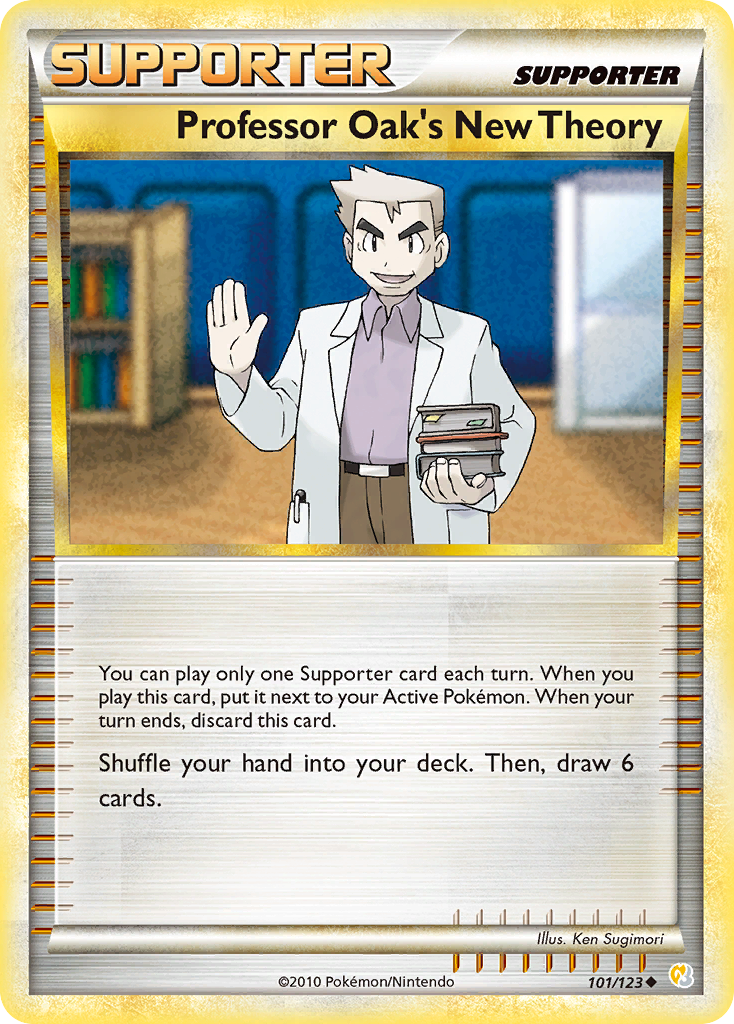 SUPPORTER
SUPPORTER
Professor Oak's New Theory
You can play only one Supporter card each turn. When you
play this card, put it next to your Active Pokémon. When your
turn ends, discard this card.
Shuffle your hand into your deck. Then, draw 6
cards.
Illus. Ken Sugimori
©2010 Pokémon/Nintendo
101/123